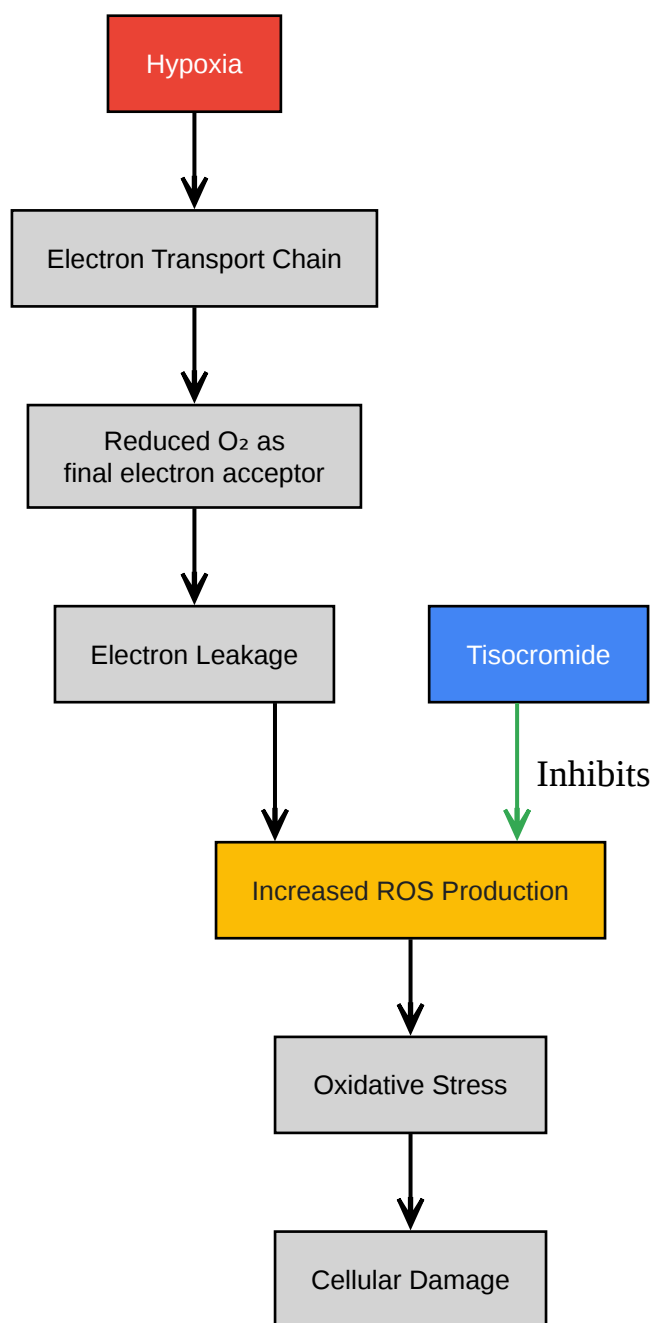 Hypoxia
Electron Transport Chain
Reduced O₂ as
final electron acceptor
Electron Leakage
Tisocromide
Inhibits
Increased ROS Production
Oxidative Stress
Cellular Damage